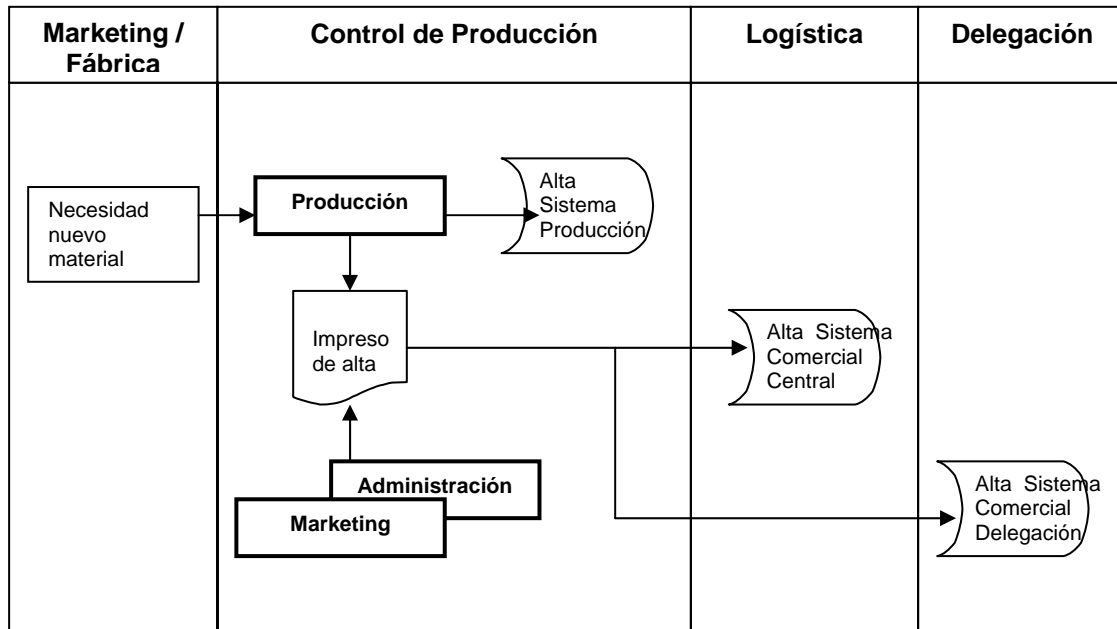 Marketing /
Fábrica
Control de Producción
Logística
Delegación
Necesidad
nuevo
material
Producción
Alta
Sistema
Producción
Impreso
de alta
Alta Sistema
Comercial
Central
Administración
Marketing
Alta Sistema
Comercial
Delegación